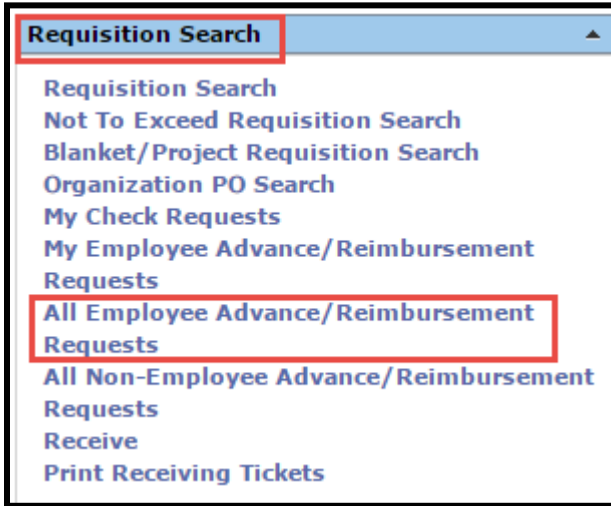 Requisition Search
Requisition Search
Not To Exceed Requisition Search
Blanket/Project Requisition Search
Organization PO Search
My Check Requests
My Employee Advance/Reimbursement
Requests
All Employee Advance/Reimbursement
Requests
All Non-Employee Advance/Reimbursement
Requests
Receive
Print Receiving Tickets